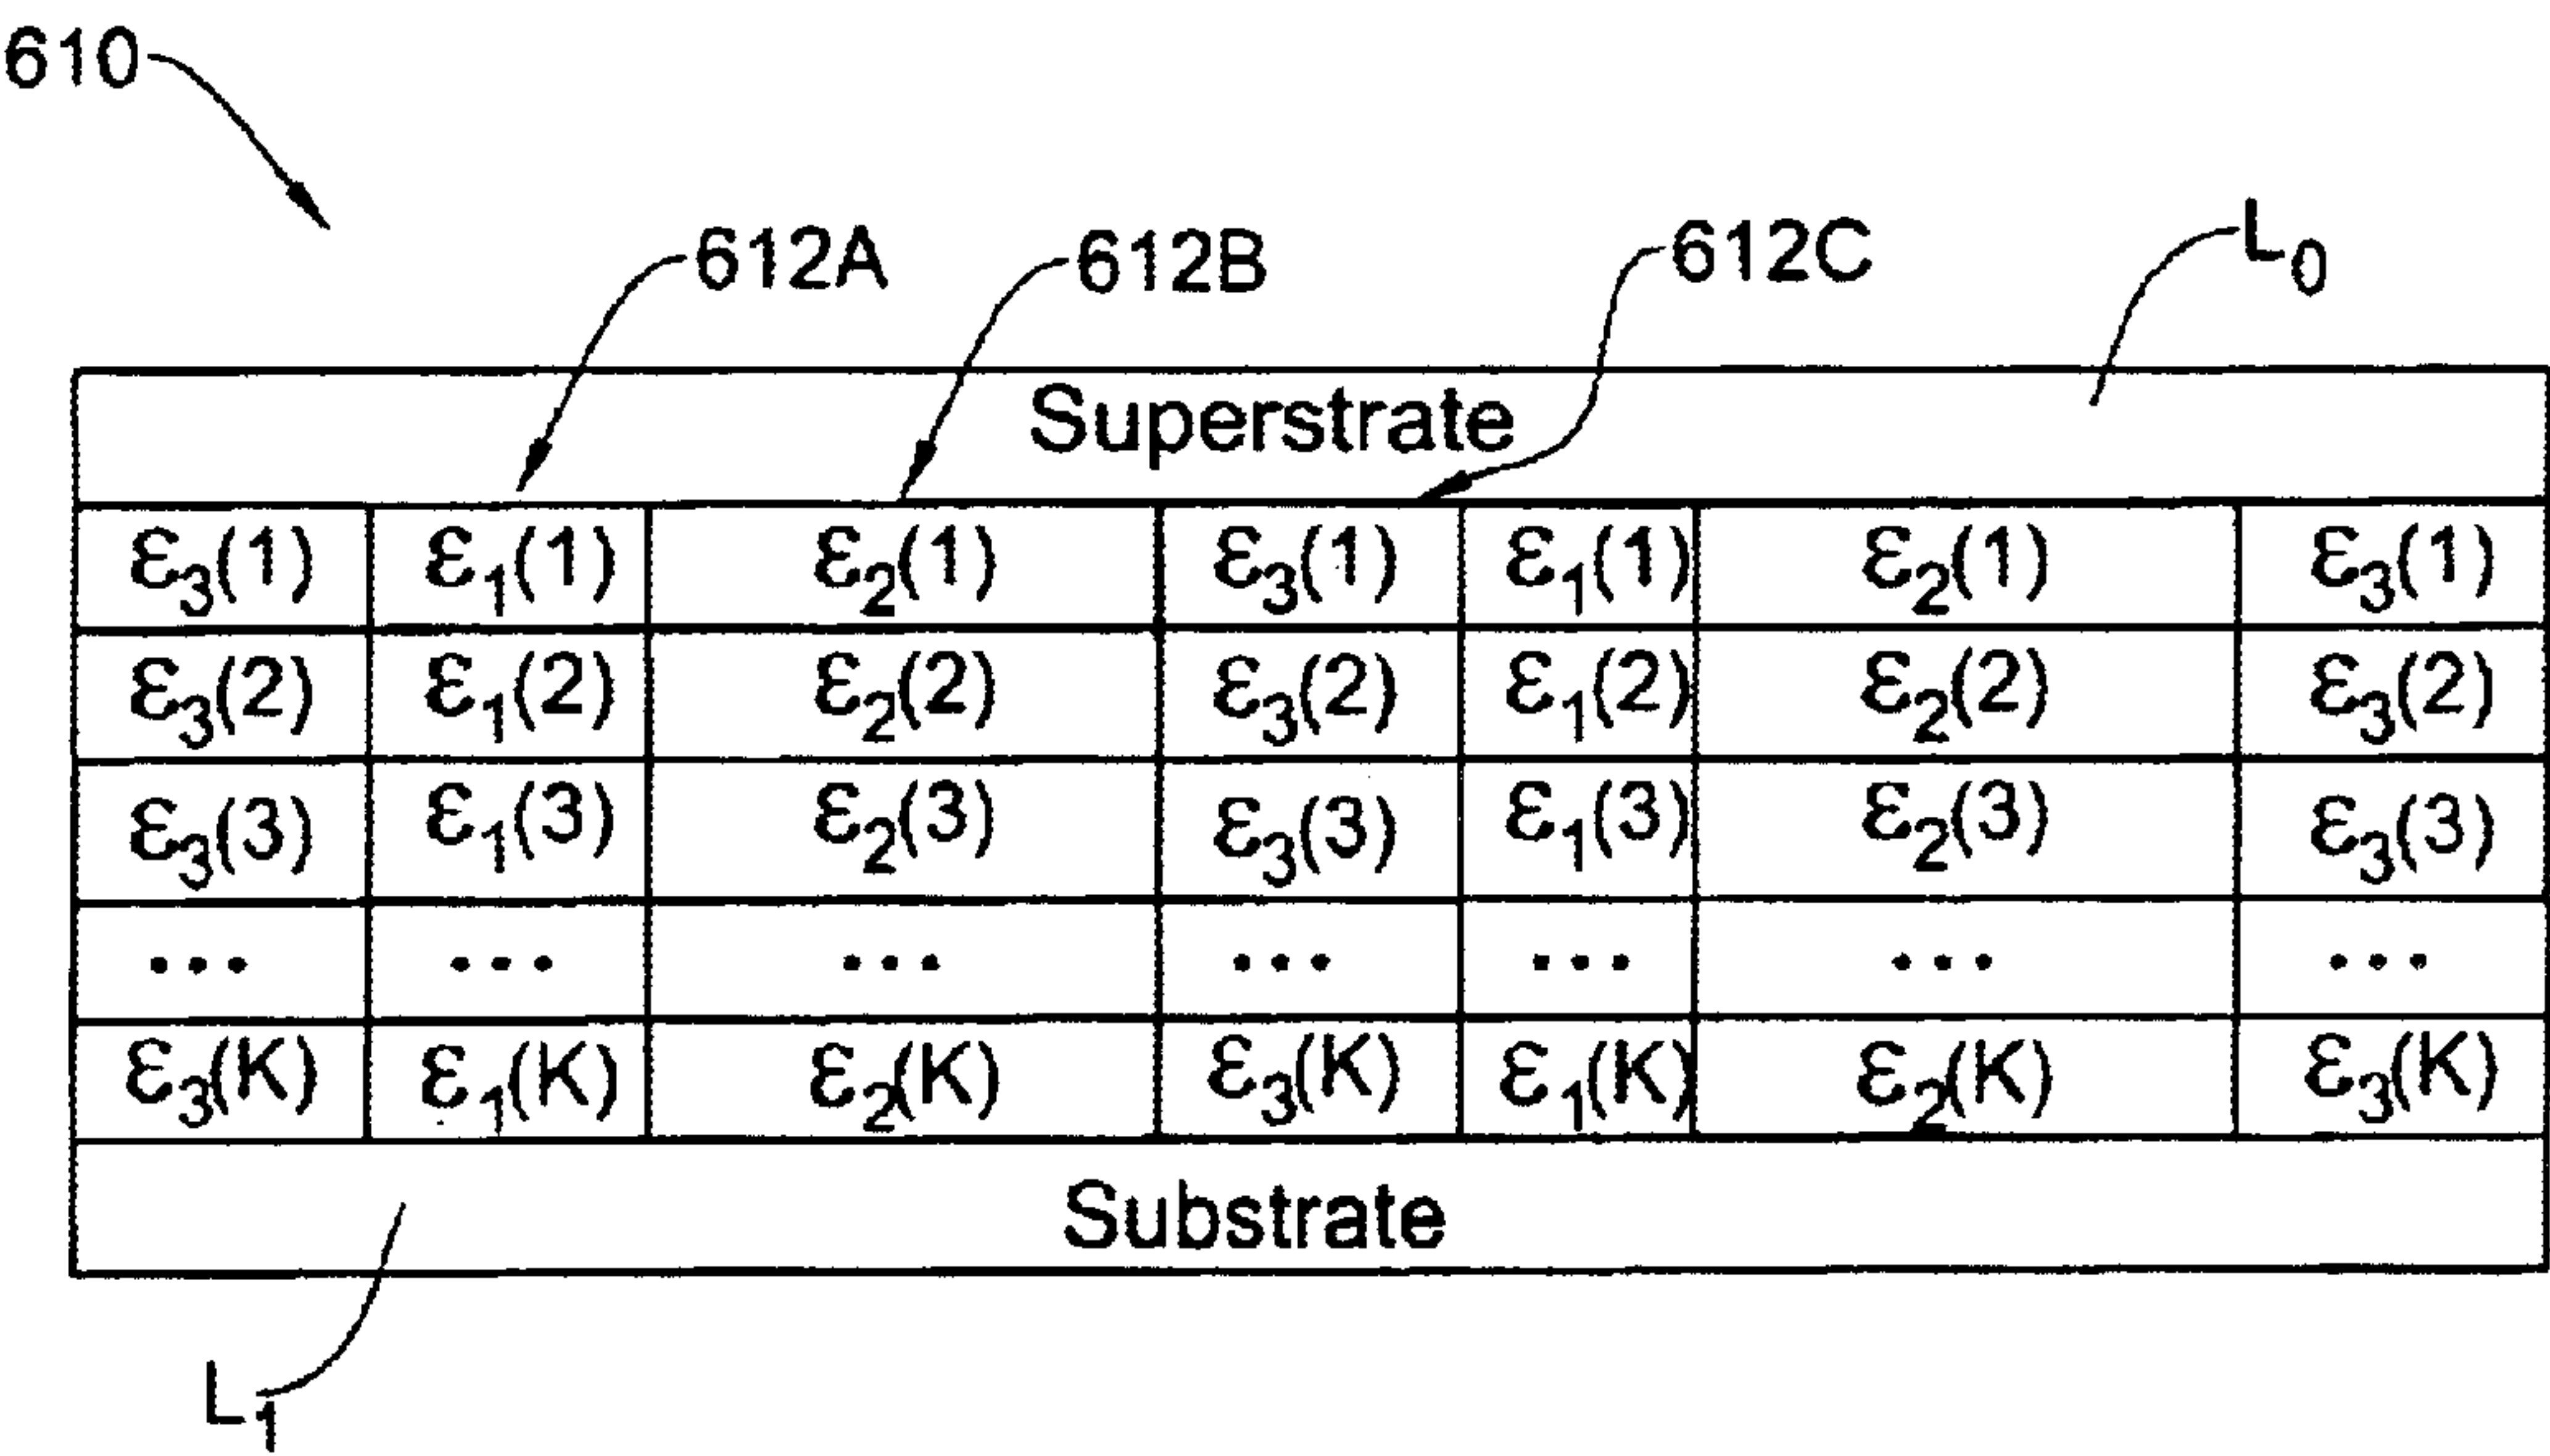 610
612A 612B 612C L₀
Superstrate
ε₃(1) ε₁(1) ε₂(1) ε₃(1) ε₁(1) ε₂(1) ε₃(1)
ε₃(2) ε₁(2) ε₂(2) ε₃(2) ε₁(2) ε₂(2) ε₃(2)
ε₃(3) ε₁(3) ε₂(3) ε₃(3) ε₁(3) ε₂(3) ε₃(3)
... ... ... ... ... ... ...
ε₃(K) ε₁(K) ε₂(K) ε₃(K) ε₁(K) ε₂(K) ε₃(K)
Substrate
L₁